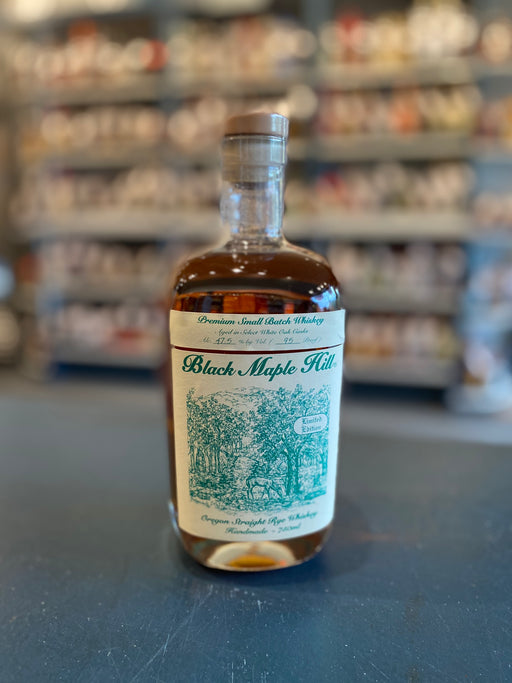 Premium Small Batch Whiskey
Aged in Select White Oak Casks
Alc. 47.5 % by Vol. ( 95 Proof )
Black Maple Hill
Limited
Edition
Oregon Straight Rye Whiskey
Handmade ~ 750ml